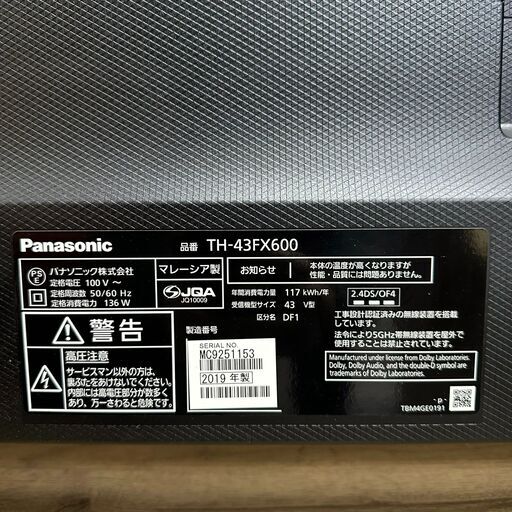 Panasonic
品番 TH-43FX600
PS
E
パナソニック株式会社
定格電圧 100 V ～
定格周波数 50/60 Hz
定格消費電力 136 W
マレーシア製
JQA
JQ10009
お知らせ
本体の温度が高くなりますが
性能・品質には問題ありません。
年間消費電力量 117 kWh/年
受信機型サイズ 43 V型
区分名 DF1
2.4DS/OF4
工事設計認証済みの無線装置を搭載
しています。
法令により5GHz帯無線装置を屋外で
使用することは禁止されています。
警告
高圧注意
サービスマン以外の方は、
裏ぶたをあけないでください。
内部には高電圧部分が数多く
あり、万一さわると危険です。
製造番号
SERIAL NO.
MC9251153
2019 年製
Manufactured under license from Dolby Laboratories.
Dolby, Dolby Audio, and the double-D symbol are
trademarks of Dolby Laboratories.
- P -
TBM4GE0191